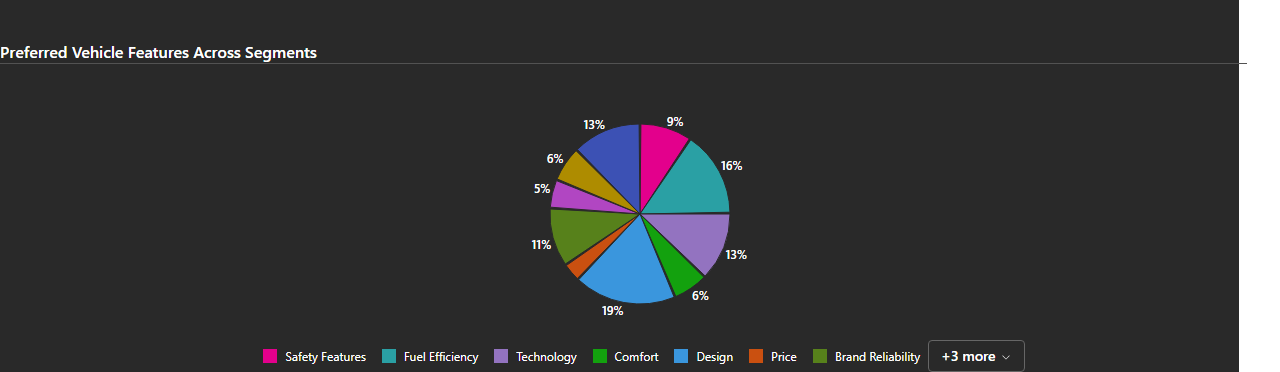 Preferred Vehicle Features Across Segments
13%
9%
6%
16%
5%
11%
13%
6%
19%
Safety Features
Fuel Efficiency
Technology
Comfort
Design
Price
Brand Reliability
+3 more